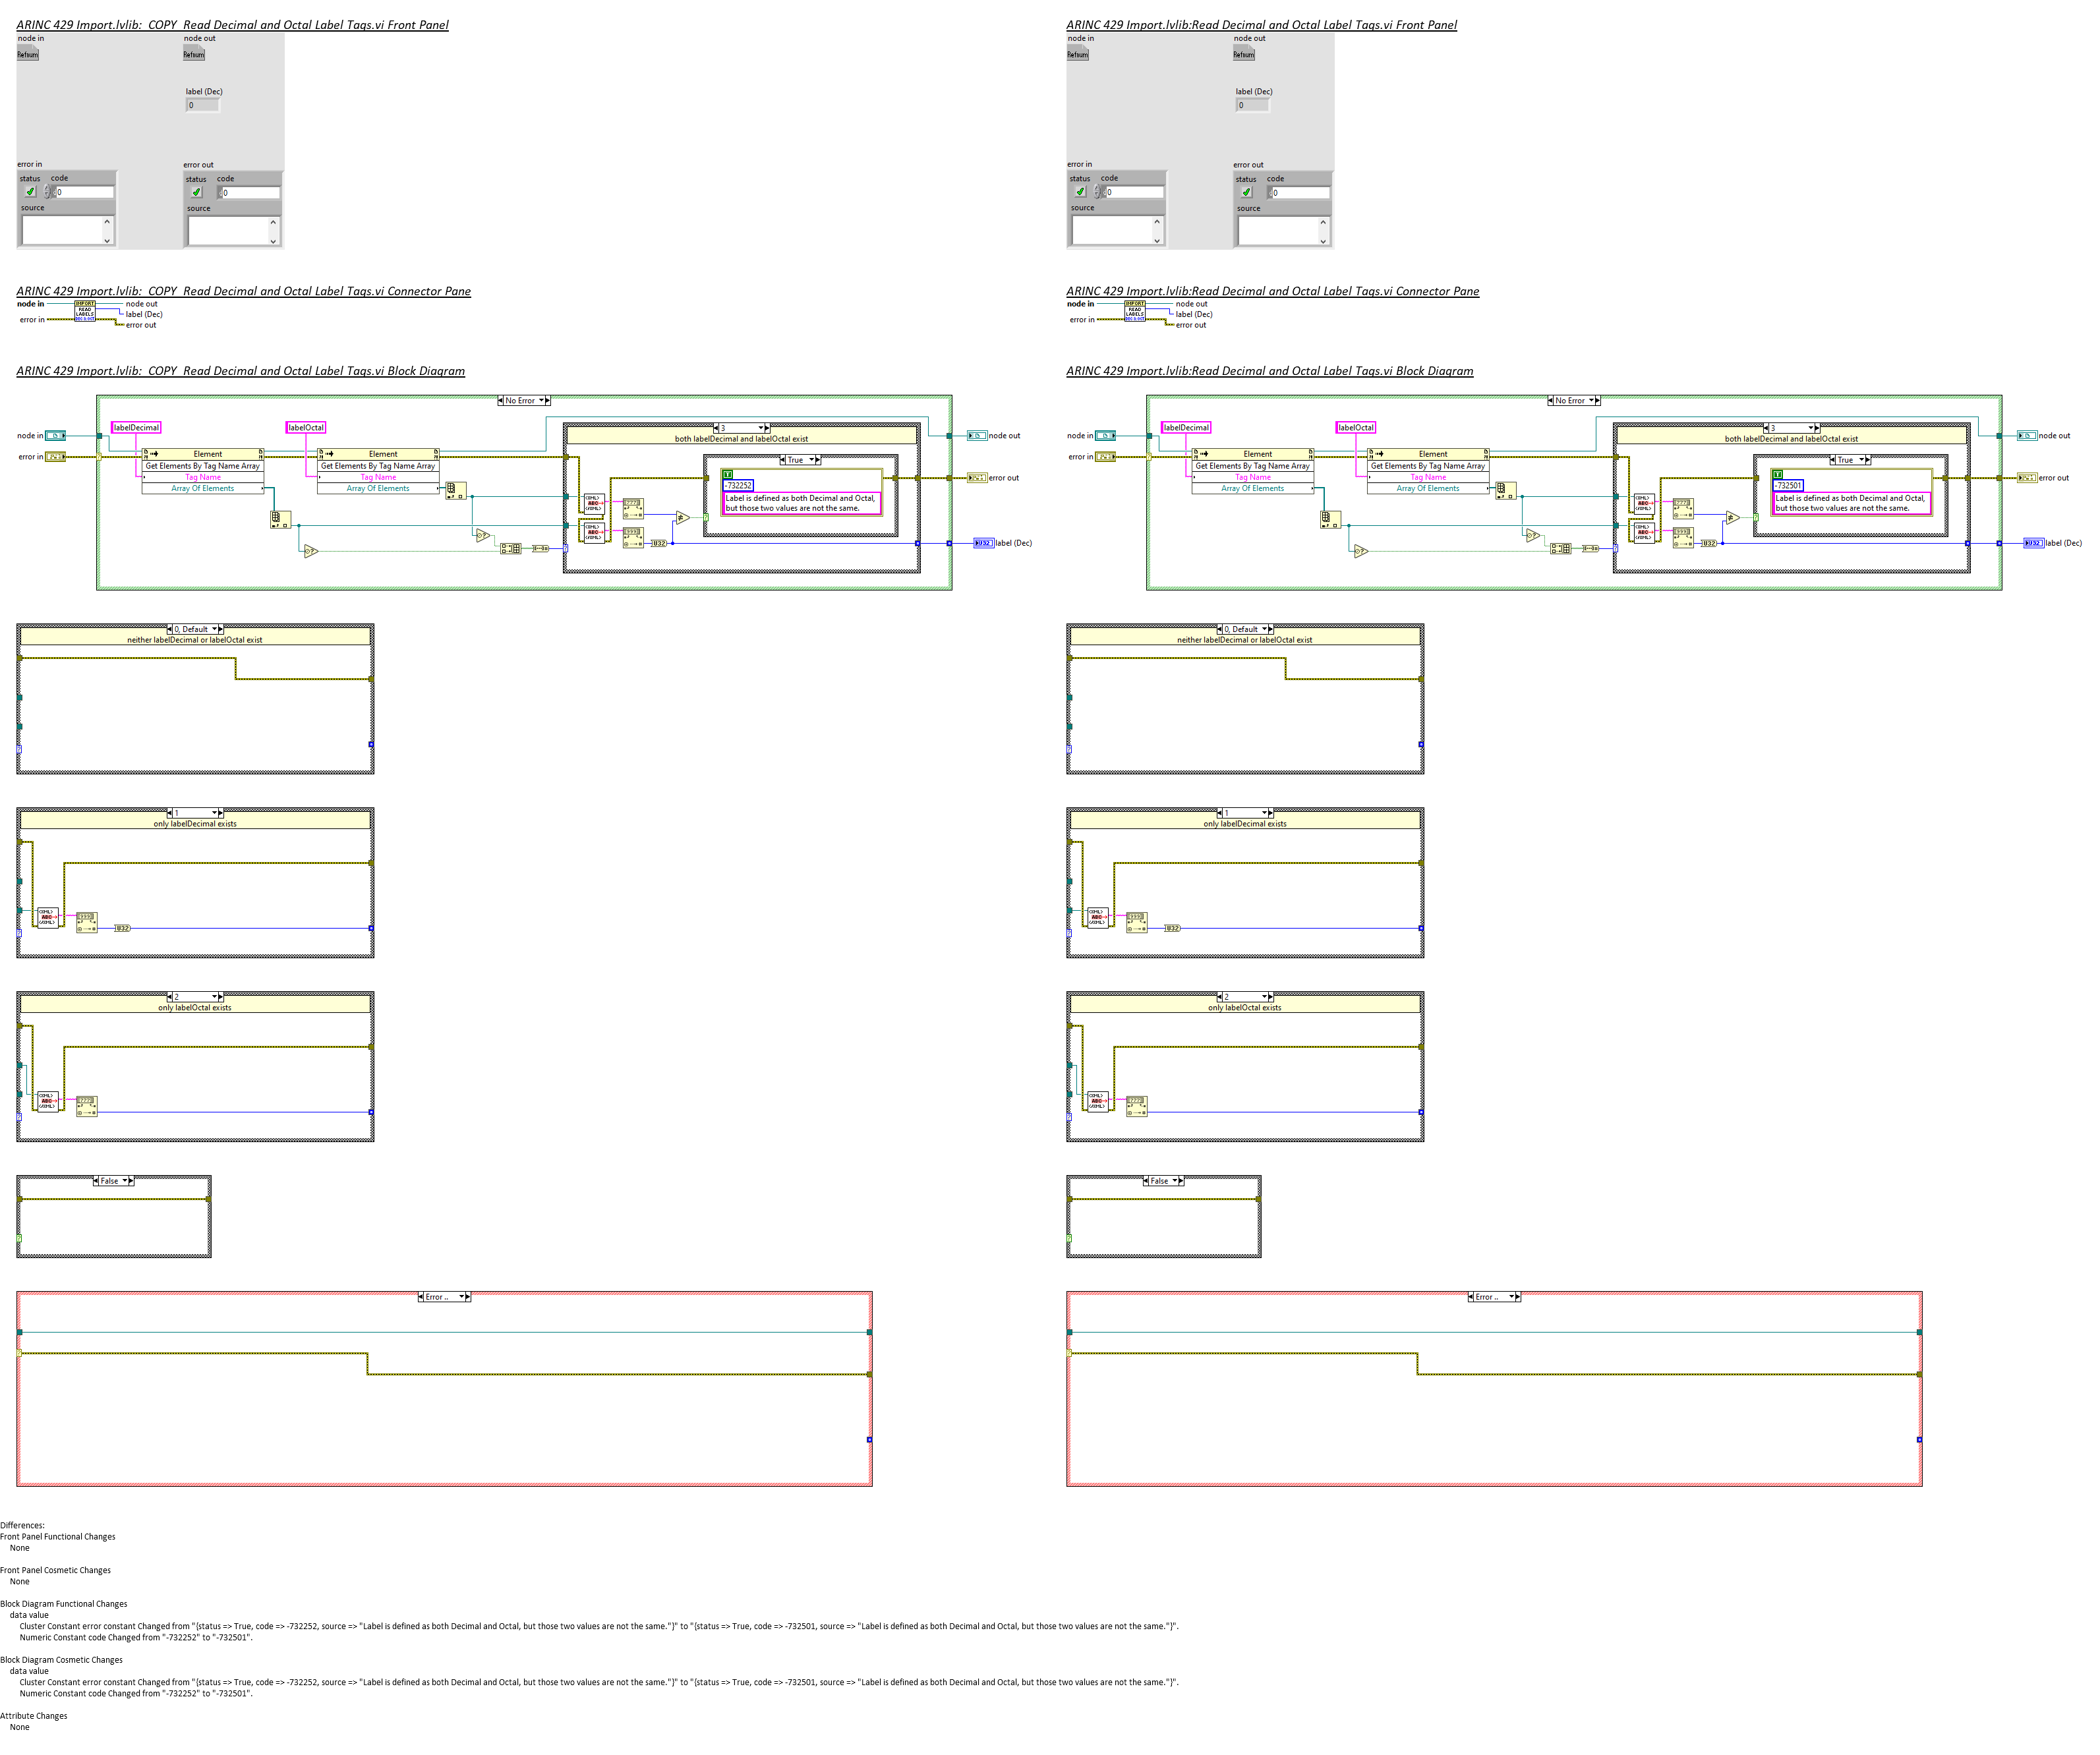 ARINC 429 Import.lvlib:  COPY  Read Decimal and Octal Label Tags.vi Front Panel
node in
node out
Refnum
Refnum
label (Dec)
0
error in
error out
status
code
status
code
0
0
source
source
ARINC 429 Import.lvlib:  COPY  Read Decimal and Octal Label Tags.vi Connector Pane
node in
node out
IMPORT
READ
LABELS
label (Dec)
error in
error out
ARINC 429 Import.lvlib:  COPY  Read Decimal and Octal Label Tags.vi Block Diagram
No Error
labelDecimal
labelOctal
3
both labelDecimal and labelOctal exist
node in
node out
error in
Element
Element
True
Get Elements By Tag Name Array
Get Elements By Tag Name Array
Tag Name
Tag Name
Array Of Elements
Array Of Elements
-732252
Label is defined as both Decimal and Octal,
but those two values are not the same.
error out
U32
U32
label (Dec)
0, Default
neither labelDecimal or labelOctal exist
1
only labelDecimal exists
U32
2
only labelOctal exists
False
Error ..
ARINC 429 Import.lvlib:Read Decimal and Octal Label Tags.vi Front Panel
node in
node out
Refnum
Refnum
label (Dec)
0
error in
error out
status
code
status
code
0
0
source
source
ARINC 429 Import.lvlib:Read Decimal and Octal Label Tags.vi Connector Pane
node in
node out
IMPORT
READ
LABELS
label (Dec)
error in
error out
ARINC 429 Import.lvlib:Read Decimal and Octal Label Tags.vi Block Diagram
No Error
labelDecimal
labelOctal
3
both labelDecimal and labelOctal exist
node in
node out
error in
Element
Element
True
Get Elements By Tag Name Array
Get Elements By Tag Name Array
Tag Name
Tag Name
Array Of Elements
Array Of Elements
-732501
Label is defined as both Decimal and Octal,
but those two values are not the same.
error out
U32
U32
label (Dec)
0, Default
neither labelDecimal or labelOctal exist
1
only labelDecimal exists
U32
2
only labelOctal exists
False
Error ..
Differences:
Front Panel Functional Changes
None
Front Panel Cosmetic Changes
None
Block Diagram Functional Changes
data value
Cluster Constant error constant Changed from "{status => True, code => -732252, source => "Label is defined as both Decimal and Octal, but those two values are not the same."}" to "{status => True, code => -732501, source => "Label is defined as both Decimal and Octal, but those two values are not the same."}".
Numeric Constant code Changed from "-732252" to "-732501".
Block Diagram Cosmetic Changes
data value
Cluster Constant error constant Changed from "{status => True, code => -732252, source => "Label is defined as both Decimal and Octal, but those two values are not the same."}" to "{status => True, code => -732501, source => "Label is defined as both Decimal and Octal, but those two values are not the same."}".
Numeric Constant code Changed from "-732252" to "-732501".
Attribute Changes
None